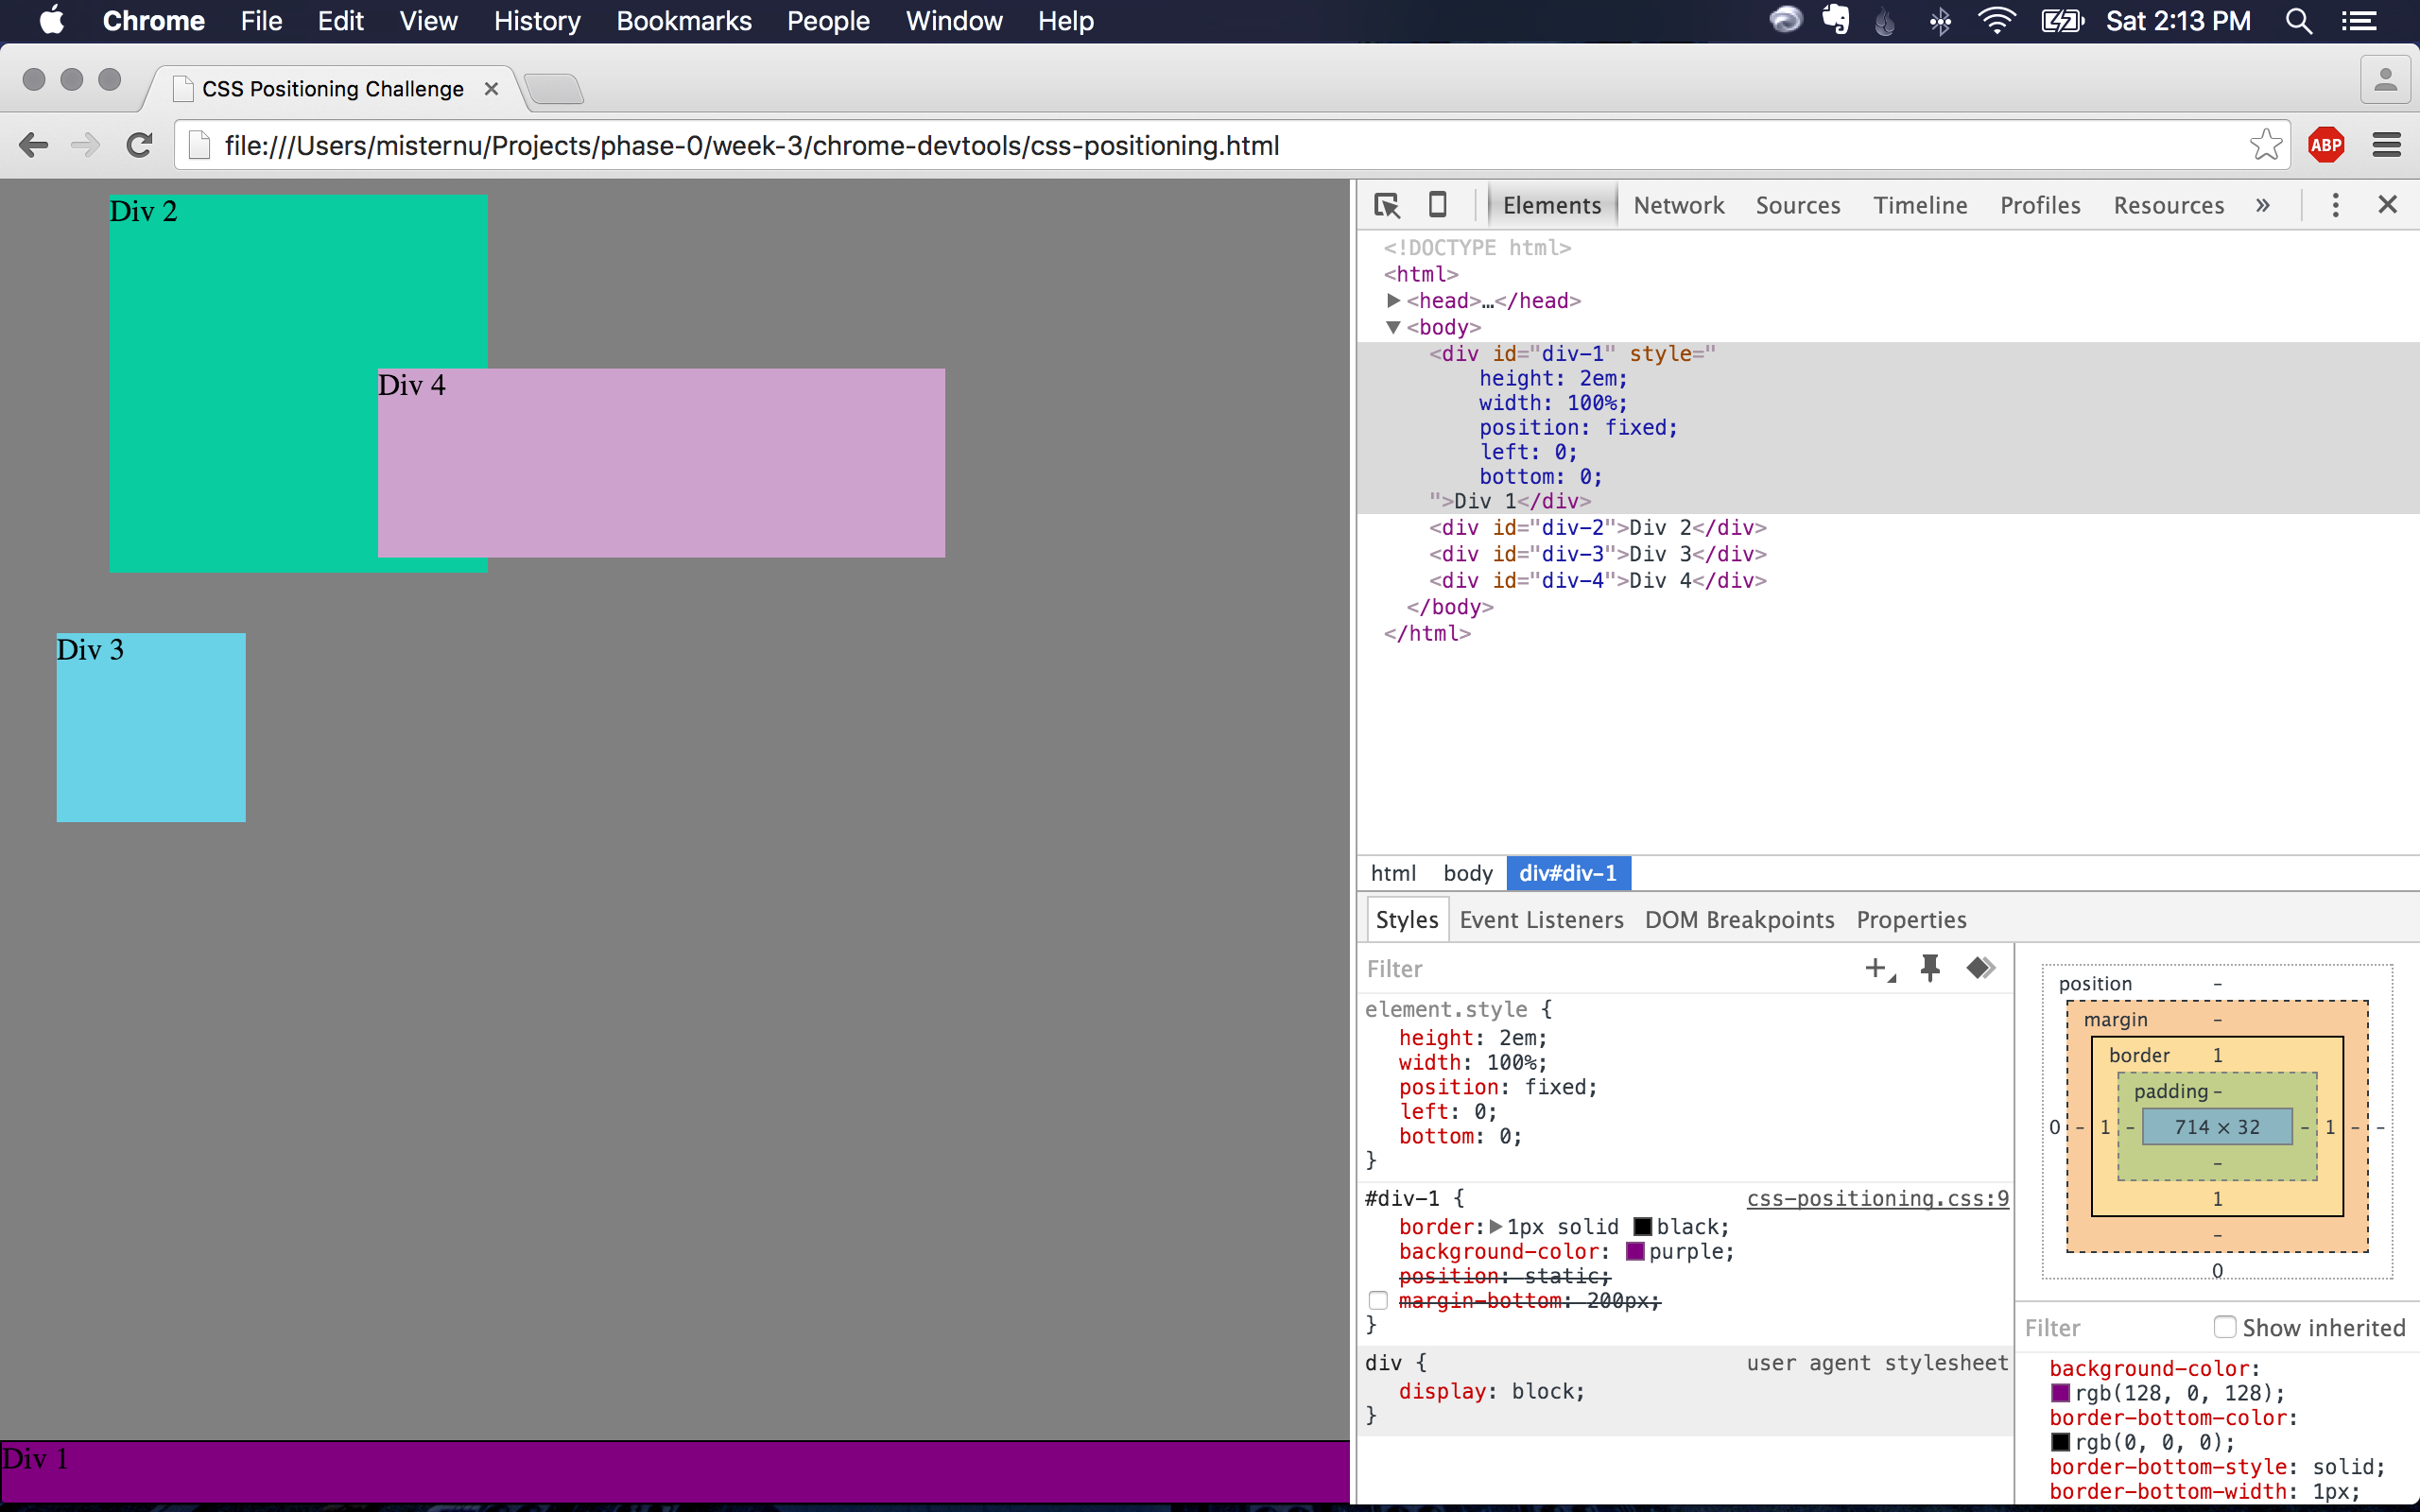 Chrome File Edit View History Bookmarks People Window Help Sat 2:13 PM
CSS Positioning Challenge
file:///Users/misternu/Projects/phase-0/week-3/chrome-devtools/css-positioning.html ABP
Div 2
Div 4
Div 3
Div 1
Elements Network Sources Timeline Profiles Resources »
<!DOCTYPE html>
<html>
<head>…</head>
<body>
<div id="div-1" style="
height: 2em;
width: 100%;
position: fixed;
left: 0;
bottom: 0;
">Div 1</div>
<div id="div-2">Div 2</div>
<div id="div-3">Div 3</div>
<div id="div-4">Div 4</div>
</body>
</html>
html body div#div-1
Styles Event Listeners DOM Breakpoints Properties
Filter
element.style {
height: 2em;
width: 100%;
position: fixed;
left: 0;
bottom: 0;
}
#div-1 { css-positioning.css:9
border: 1px solid black;
background-color: purple;
position: static;
margin-bottom: 200px;
}
div { user agent stylesheet
display: block;
}
position -
margin -
border 1
padding -
0 - 1 - 714 × 32 - 1 - -
-
1
-
0
Filter Show inherited
background-color:
rgb(128, 0, 128);
border-bottom-color:
rgb(0, 0, 0);
border-bottom-style: solid;
border-bottom-width: 1px;